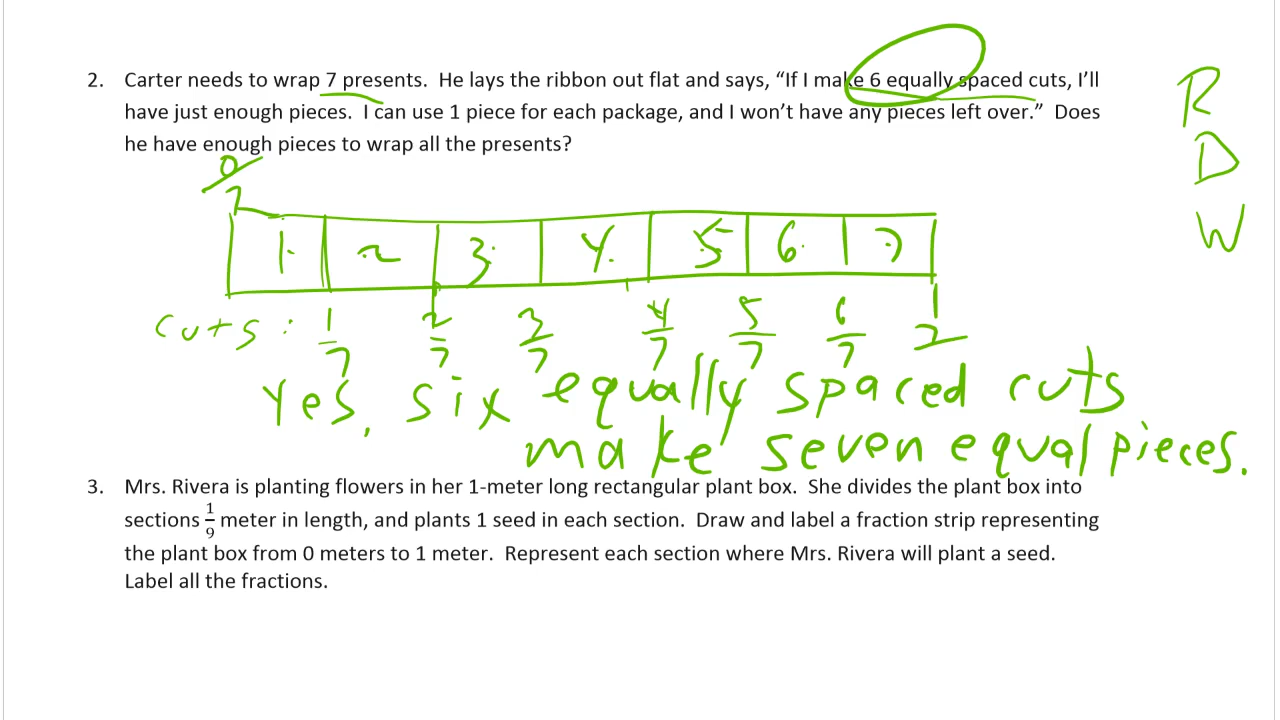 2. Carter needs to wrap 7 presents. He lays the ribbon out flat and says, “If I make 6 equally spaced cuts, I’ll
have just enough pieces. I can use 1 piece for each package, and I won’t have any pieces left over.” Does
he have enough pieces to wrap all the presents?
R
D
W
0/7
1 2 3 4 5 6 7
cuts: 1/7 2/7 3/7 4/7 5/7 6/7 1
Yes, six equally spaced cuts
make seven equal pieces.
3. Mrs. Rivera is planting flowers in her 1-meter long rectangular plant box. She divides the plant box into
sections 1/9 meter in length, and plants 1 seed in each section. Draw and label a fraction strip representing
the plant box from 0 meters to 1 meter. Represent each section where Mrs. Rivera will plant a seed.
Label all the fractions.